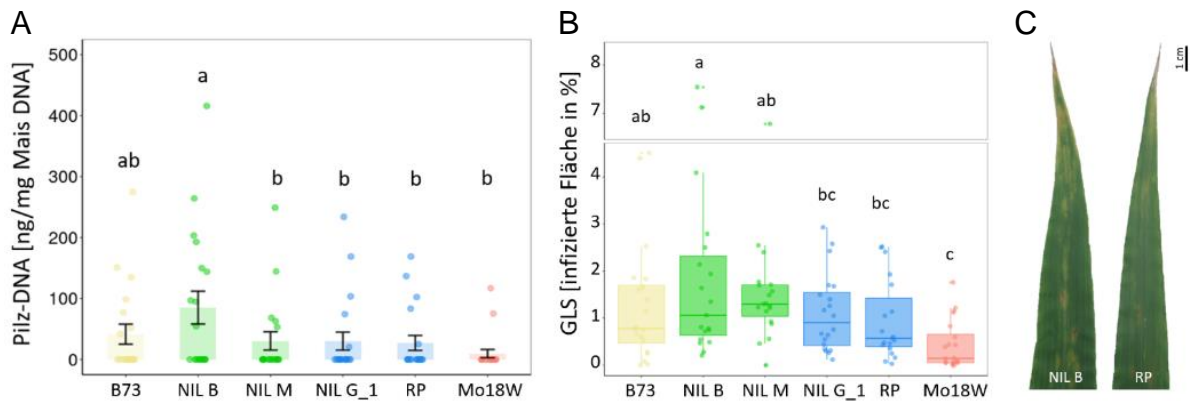 A
Pilz-DNA [ng/mg Mais DNA]
500
400
300
200
100
0
ab
a
b
b
b
b
B73
NIL B
NIL M
NIL G_1
RP
Mo18W
B
GLS [infizierte Fläche in %]
8
7
4
3
2
1
0
ab
a
ab
bc
bc
c
B73
NIL B
NIL M
NIL G_1
RP
Mo18W
C
1 cm
NIL B
RP